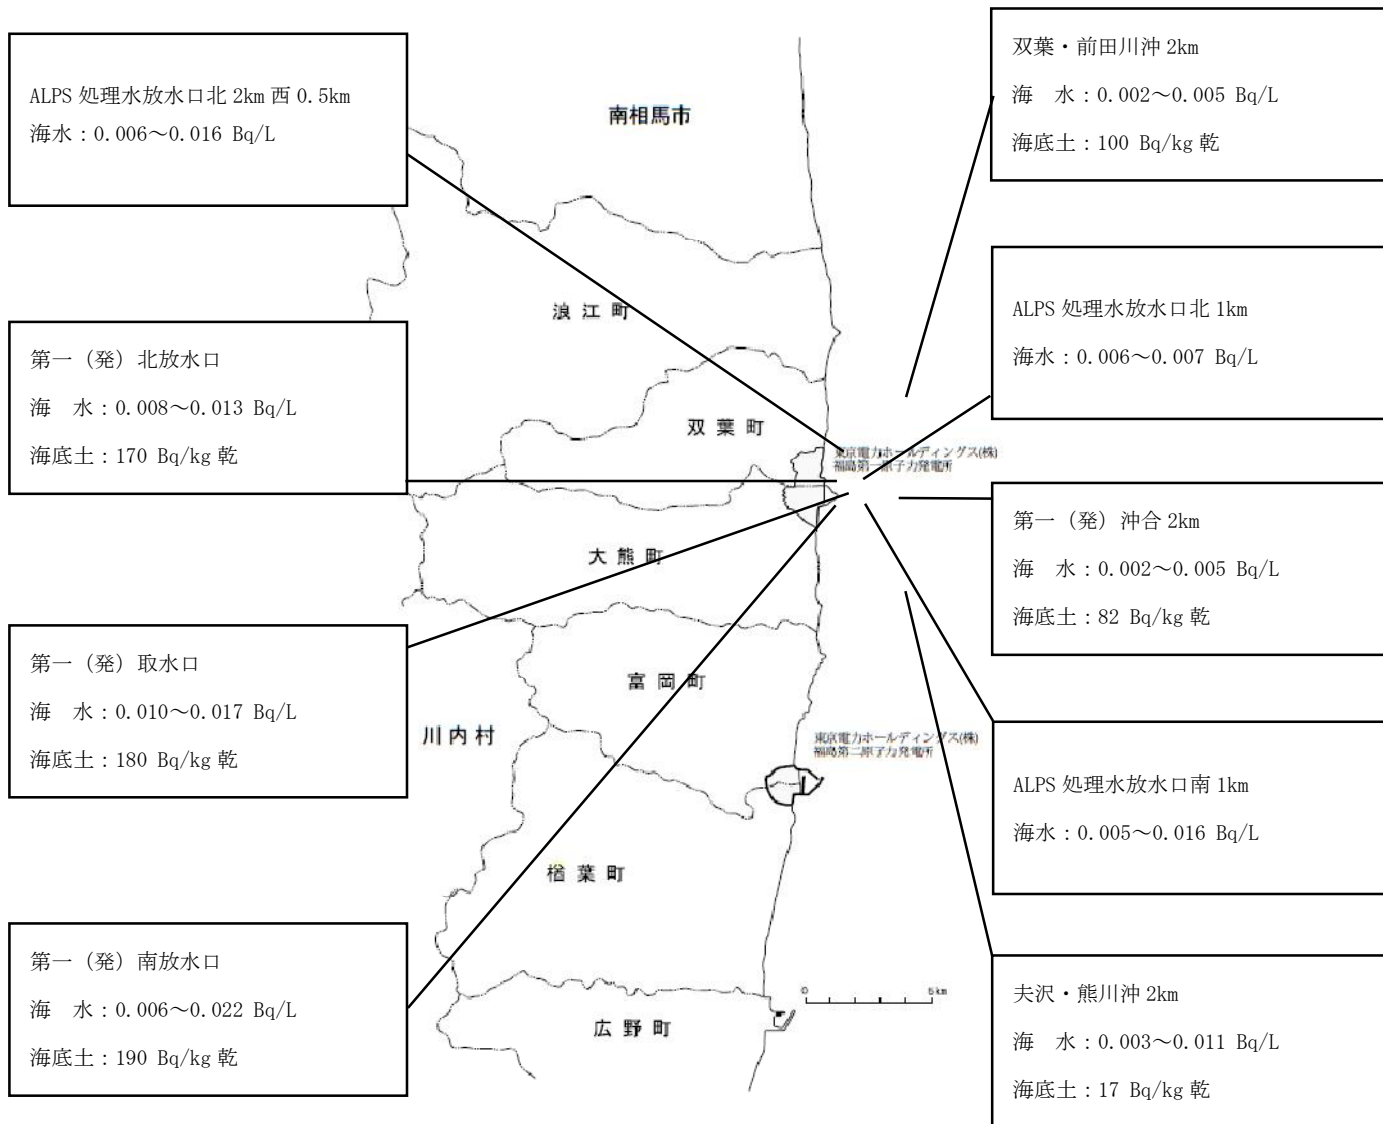 ALPS 処理水放水口北 2km 西 0.5km
海水：0.006～0.016 Bq/L
第一（発）北放水口
海　水：0.008～0.013 Bq/L
海底土：170 Bq/kg 乾
第一（発）取水口
海　水：0.010～0.017 Bq/L
海底土：180 Bq/kg 乾
第一（発）南放水口
海　水：0.006～0.022 Bq/L
海底土：190 Bq/kg 乾
南相馬市
浪江町
双葉町
東京電力ホールディングス(株)
福島第一原子力発電所
大熊町
富岡町
川内村
東京電力ホールディングス(株)
福島第二原子力発電所
楢葉町
広野町
0 5km
双葉・前田川沖 2km
海　水：0.002～0.005 Bq/L
海底土：100 Bq/kg 乾
ALPS 処理水放水口北 1km
海水：0.006～0.007 Bq/L
第一（発）沖合 2km
海　水：0.002～0.005 Bq/L
海底土：82 Bq/kg 乾
ALPS 処理水放水口南 1km
海水：0.005～0.016 Bq/L
夫沢・熊川沖 2km
海　水：0.003～0.011 Bq/L
海底土：17 Bq/kg 乾